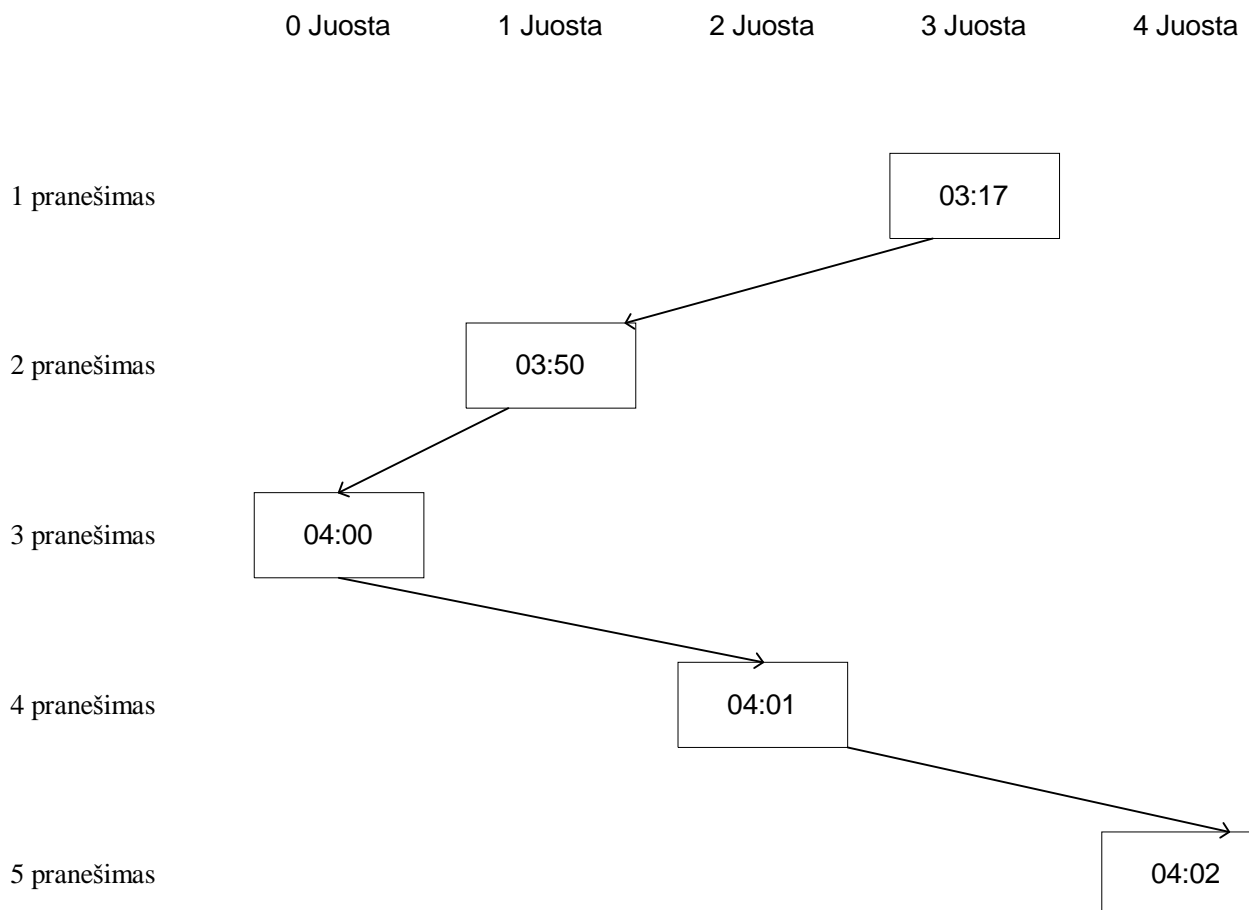 0 Juosta 1 Juosta 2 Juosta 3 Juosta 4 Juosta
1 pranešimas 03:17
2 pranešimas 03:50
3 pranešimas 04:00
4 pranešimas 04:01
5 pranešimas 04:02